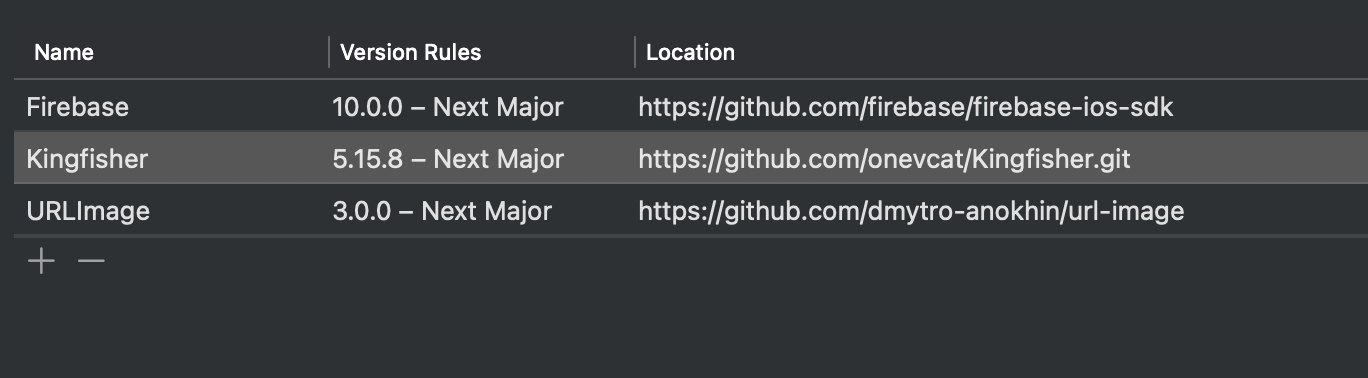 Name Version Rules Location
Firebase 10.0.0 – Next Major https://github.com/firebase/firebase-ios-sdk
Kingfisher 5.15.8 – Next Major https://github.com/onevcat/Kingfisher.git
URLImage 3.0.0 – Next Major https://github.com/dmytro-anokhin/url-image